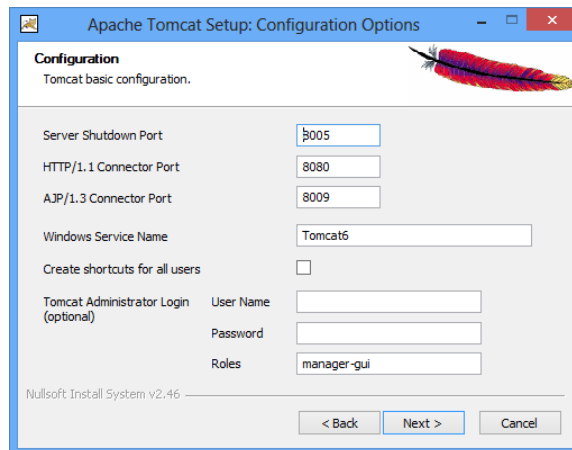 Apache Tomcat Setup: Configuration Options
Configuration
Tomcat basic configuration.
Server Shutdown Port 8005
HTTP/1.1 Connector Port 8080
AJP/1.3 Connector Port 8009
Windows Service Name Tomcat6
Create shortcuts for all users
Tomcat Administrator Login User Name
(optional)
Password
Roles manager-gui
Nullsoft Install System v2.46
< Back Next > Cancel